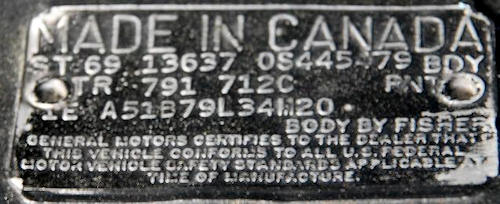 MADE IN CANADA
ST 69 13637 OS445-79 BDY
TR 791 712C PNT
1E A51B79L34M20
BODY BY FISHER
GENERAL MOTORS CERTIFIES TO THE DEALER THAT
THIS VEHICLE CONFORMS TO ALL U.S. FEDERAL
MOTOR VEHICLE SAFETY STANDARDS APPLICABLE AT
TIME OF MANUFACTURE.